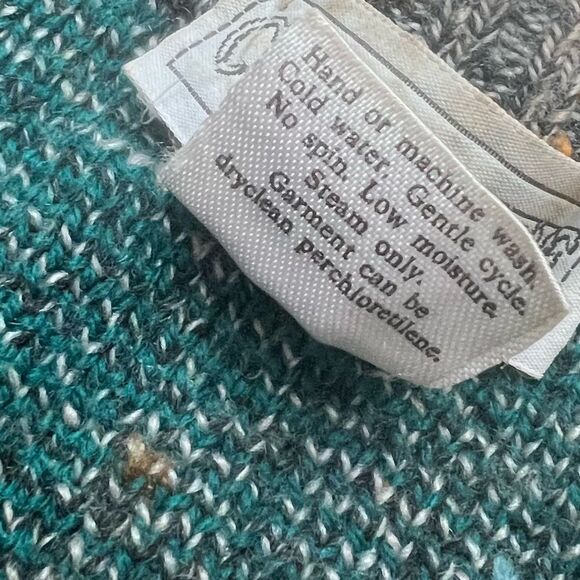 Hand or machine wash.
Cold water. Gentle cycle.
No spin. Low moisture.
Steam only.
Garment can be
dryclean perchloretilene.